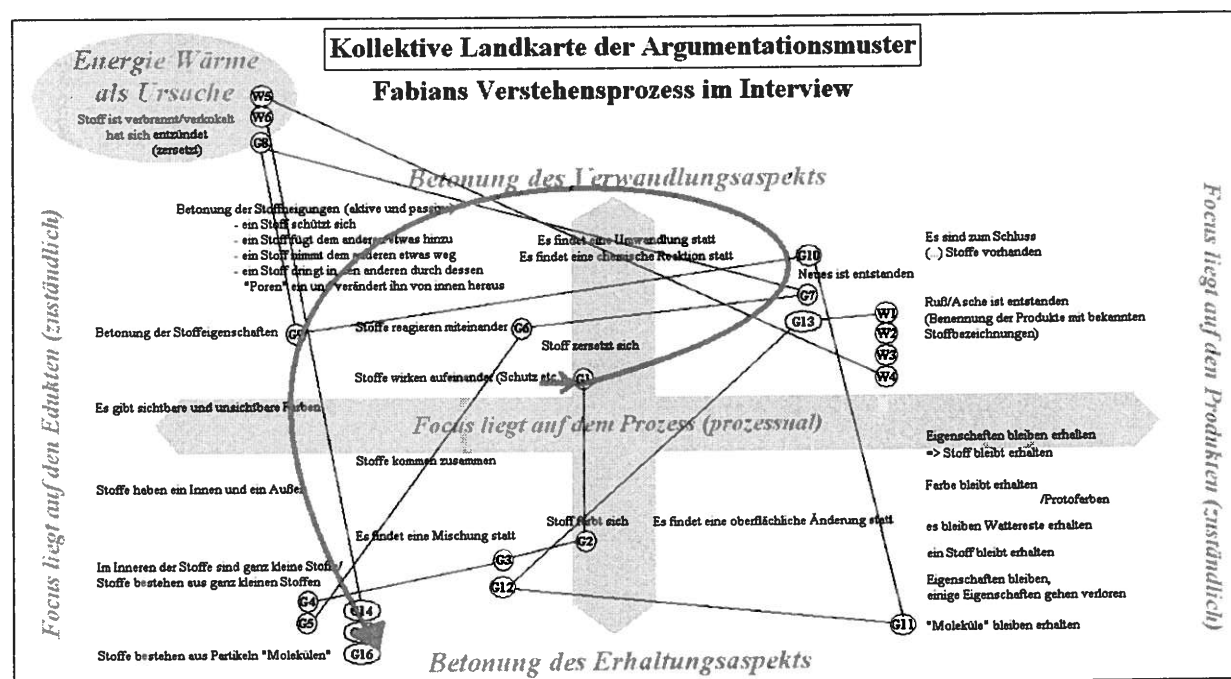 Kollektive Landkarte der Argumentationsmuster
Fabians Verstehensprozess im Interview
Energie Wärme
als Ursache
Stoff ist verbrannt/verkokelt
hat sich entzündet
(zersetzt)
W5
W6
G8
Betonung des Verwandlungsaspekts
Focus liegt auf den Edukten (zuständlich)
Focus liegt auf den Produkten (zuständlich)
Betonung der Stoffneigungen (aktive und passive)
- ein Stoff schützt sich
- ein Stoff fügt dem anderen etwas hinzu
- ein Stoff nimmt dem anderen etwas weg
- ein Stoff dringt in den anderen durch dessen
"Poren" ein und verändert ihn von innen heraus
Es findet eine Umwandlung statt
Es findet eine chemische Reaktion statt
G10
Neues ist entstanden
G7
G13
Es sind zum Schluss
(...) Stoffe vorhanden
Ruß/Asche ist entstanden
(Benennung der Produkte mit bekannten
Stoffbezeichnungen)
W1
W2
W3
W4
Betonung der Stoffeigenschaften
G9
Stoffe reagieren miteinander
G6
Stoff zersetzt sich
Stoffe wirken aufeinander (Schutz etc.)
G1
Es gibt sichtbare und unsichtbare Farben
Focus liegt auf dem Prozess (prozessual)
Eigenschaften bleiben erhalten
=> Stoff bleibt erhalten
Stoffe kommen zusammen
Stoffe haben ein Innen und ein Außen
Farbe bleibt erhalten
/Protofarben
Stoff färbt sich
Es findet eine oberflächliche Änderung statt
es bleiben Wattereste erhalten
Es findet eine Mischung statt
G2
G3
ein Stoff bleibt erhalten
Im Inneren der Stoffe sind ganz kleine Stoffe/
Stoffe bestehen aus ganz kleinen Stoffen
G12
Eigenschaften bleiben,
einige Eigenschaften gehen verloren
G4
G5
G14
G11
"Moleküle" bleiben erhalten
Stoffe bestehen aus Partikeln "Molekülen"
G16
Betonung des Erhaltungsaspekts